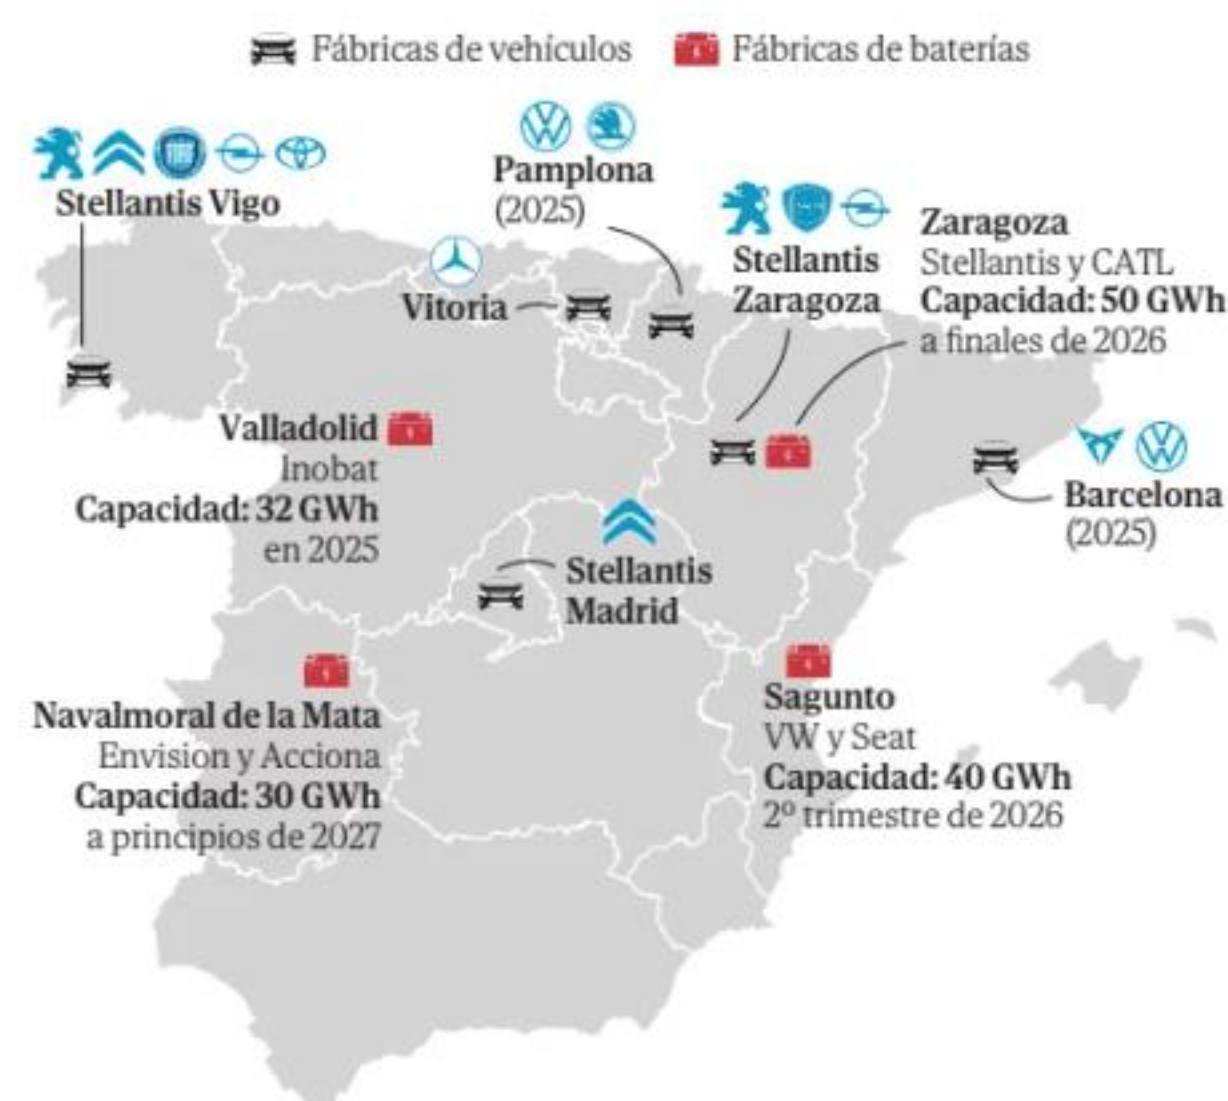 Fábricas de vehículos
Fábricas de baterías
Stellantis Vigo
Pamplona
(2025)
Vitoria
Stellantis
Zaragoza
Zaragoza
Stellantis y CATL
Capacidad: 50 GWh
a finales de 2026
Valladolid
Inobat
Capacidad: 32 GWh
en 2025
Barcelona
(2025)
Stellantis
Madrid
Navalmoral de la Mata
Envision y Acciona
Capacidad: 30 GWh
a principios de 2027
Sagunto
VW y Seat
Capacidad: 40 GWh
2º trimestre de 2026